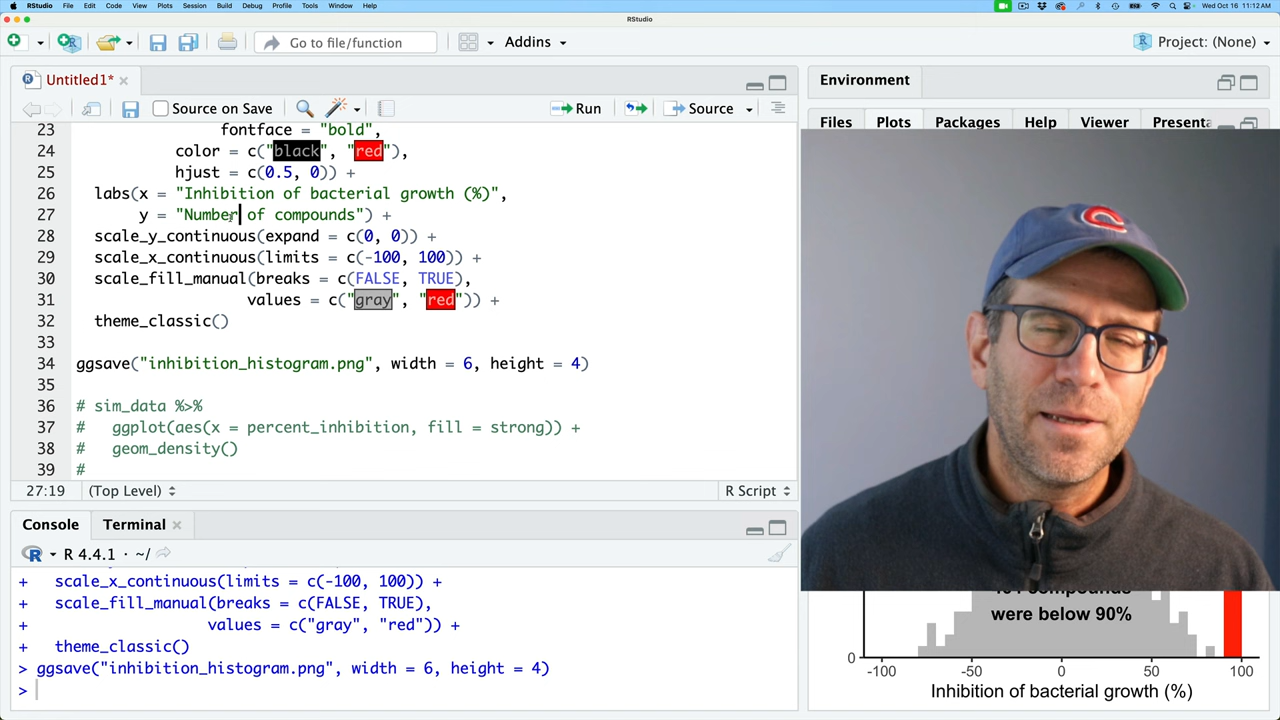 RStudio File Edit Code View Plots Session Build Debug Profile Tools Window Help Wed Oct 16 11:12 AM
RStudio
Go to file/function Addins Project: (None)
Untitled1*
Source on Save Run Source
23 fontface = "bold",
24 color = c("black", "red"),
25 hjust = c(0.5, 0)) +
26 labs(x = "Inhibition of bacterial growth (%)",
27 y = "Number of compounds") +
28 scale_y_continuous(expand = c(0, 0)) +
29 scale_x_continuous(limits = c(-100, 100)) +
30 scale_fill_manual(breaks = c(FALSE, TRUE),
31 values = c("gray", "red")) +
32 theme_classic()
33
34 ggsave("inhibition_histogram.png", width = 6, height = 4)
35
36 # sim_data %>%
37 # ggplot(aes(x = percent_inhibition, fill = strong)) +
38 # geom_density()
39 #
27:19 (Top Level) R Script
Console Terminal
R 4.4.1 · ~/
+ scale_x_continuous(limits = c(-100, 100)) +
+ scale_fill_manual(breaks = c(FALSE, TRUE),
+ values = c("gray", "red")) +
+ theme_classic()
> ggsave("inhibition_histogram.png", width = 6, height = 4)
>
Environment
Files Plots Packages Help Viewer Presenta
C
compounds
were below 90%
0
-100 -50 0 50 100
Inhibition of bacterial growth (%)